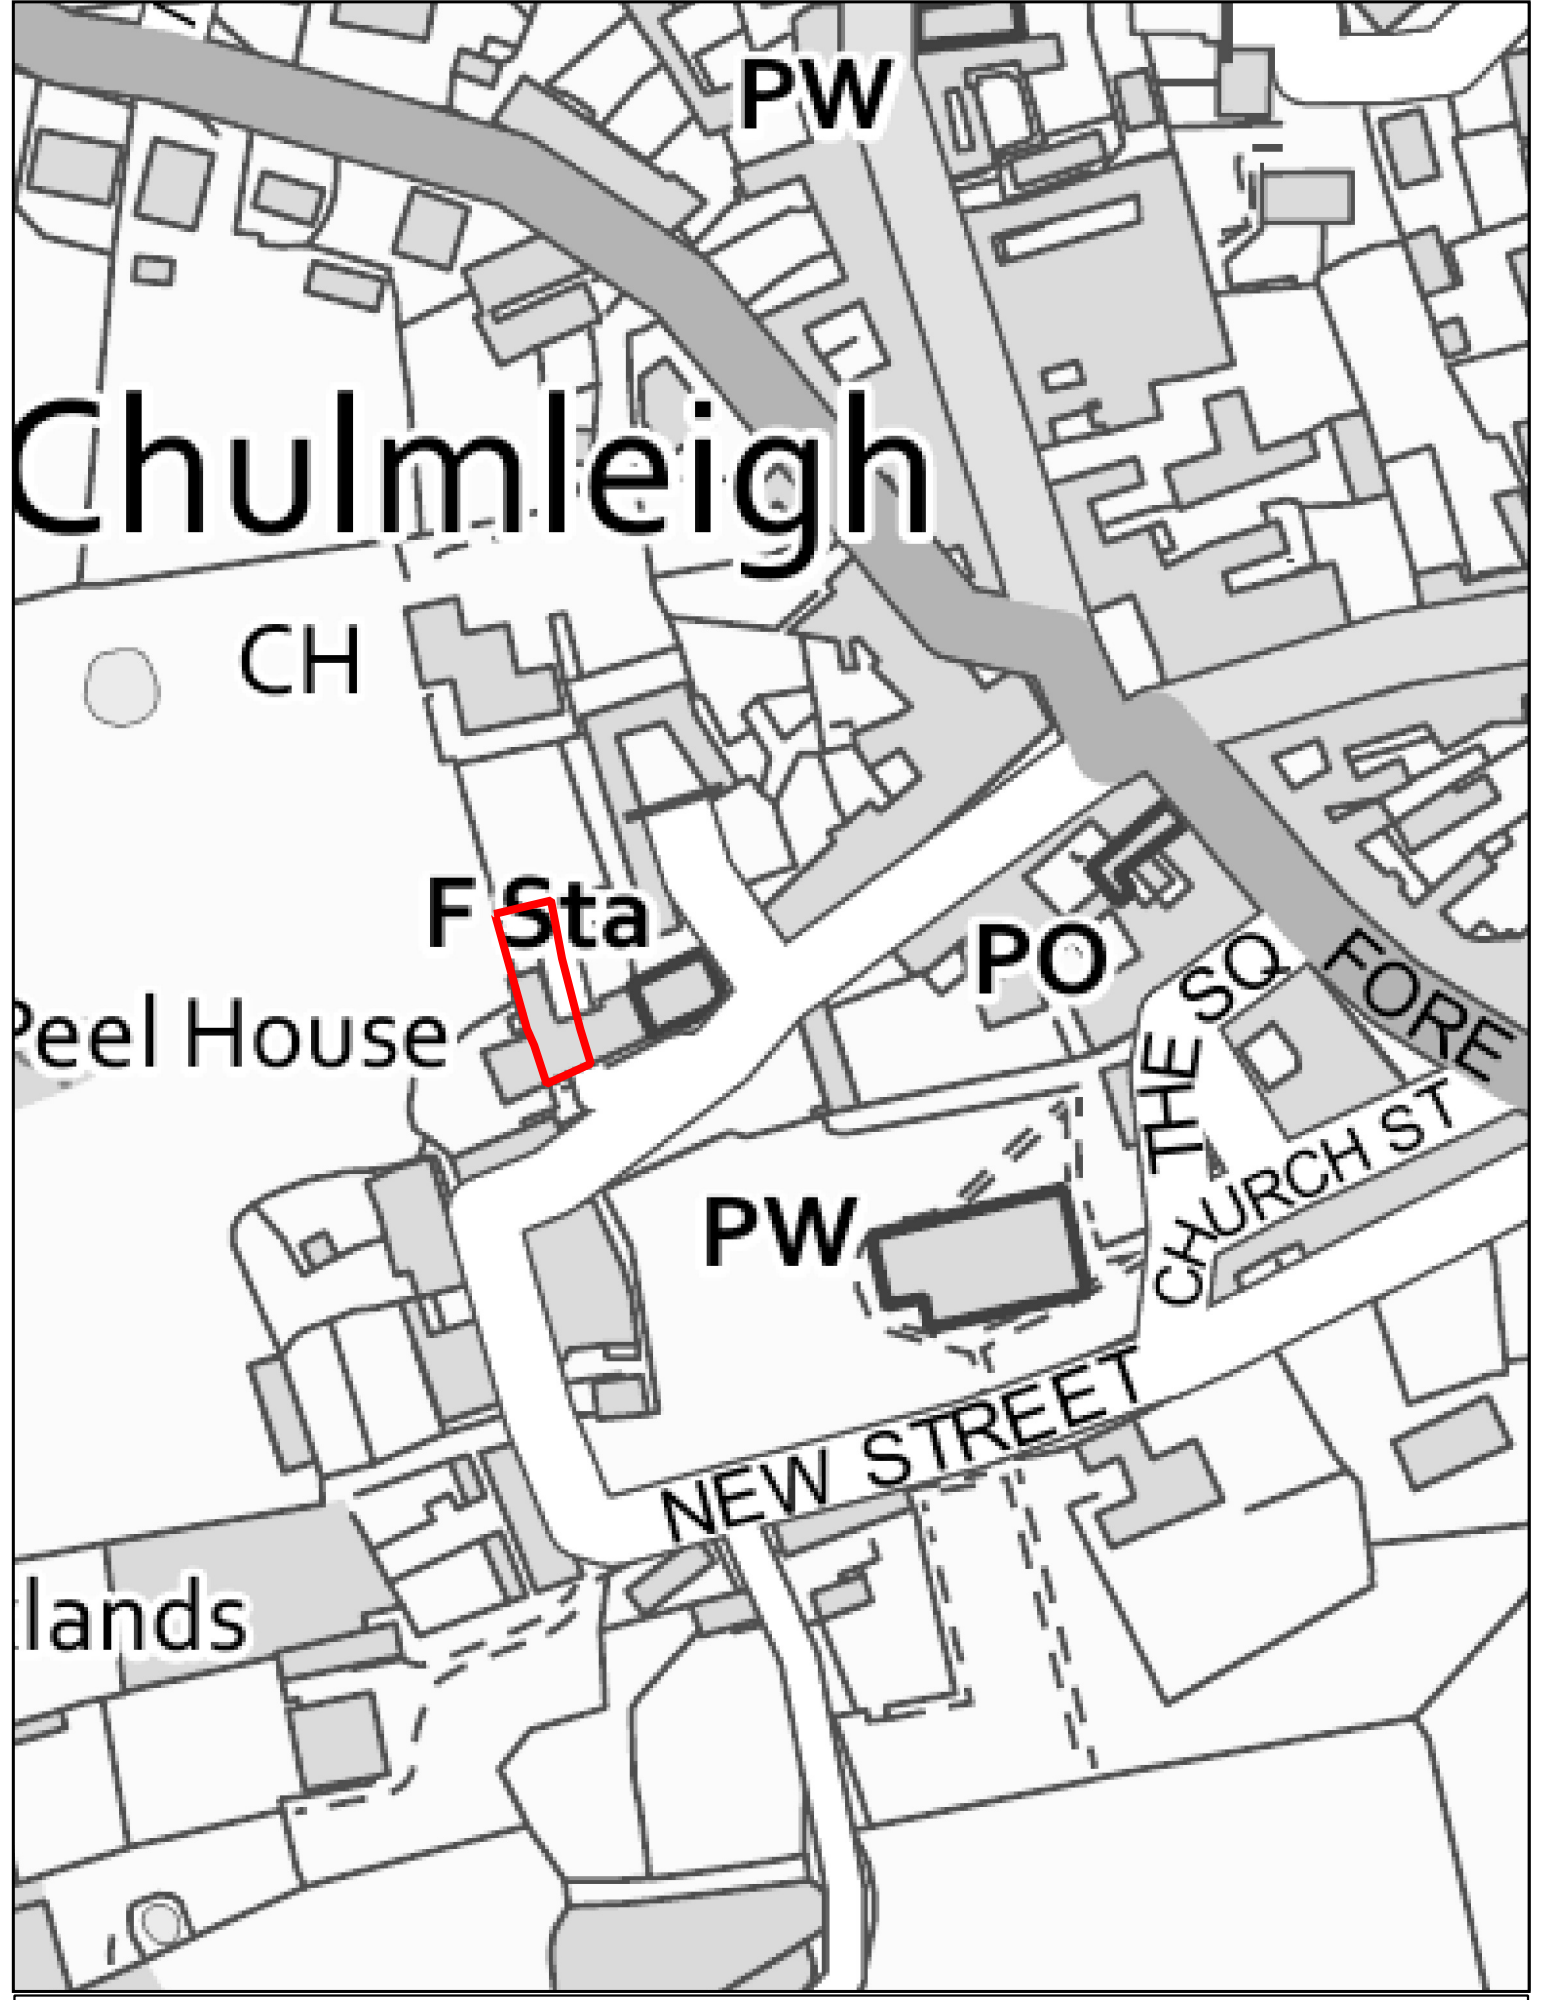 PW
Chulmleigh
CH
F Sta
PO
THE SQ
FORE
Peel House
CHURCH ST
PW
NEW STREET
lands